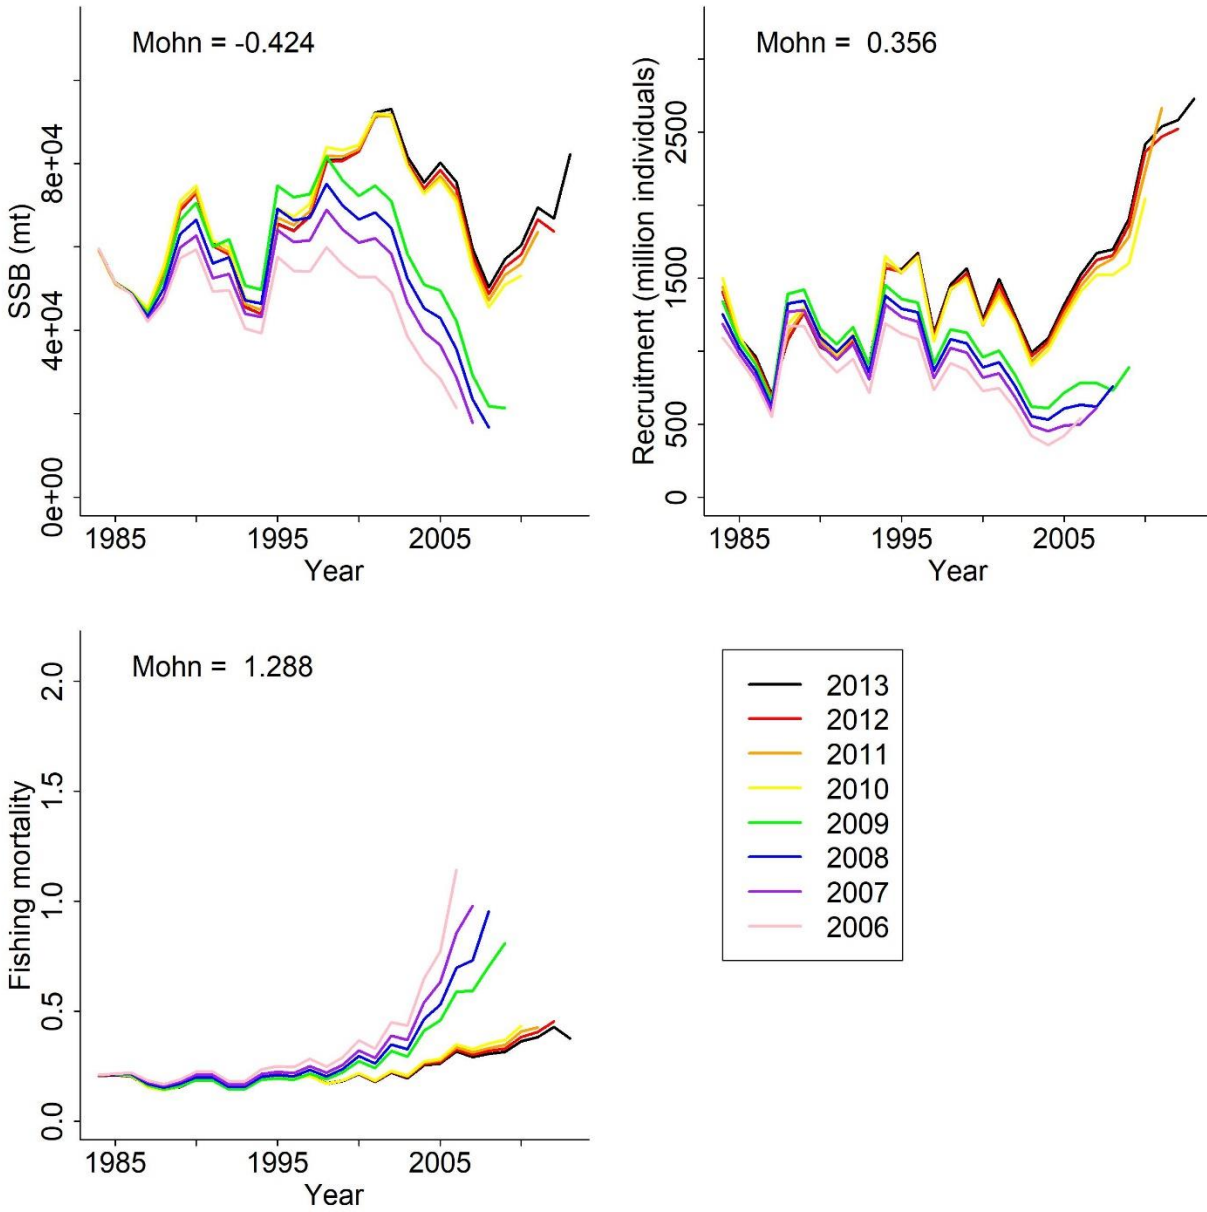 Mohn = -0.424
SSB (mt)
8e+04
4e+04
0e+00
1985 1995 2005
Year
Mohn = 0.356
Recruitment (million individuals)
2500
1500
500
0
1985 1995 2005
Year
Mohn = 1.288
Fishing mortality
2.0
1.5
1.0
0.5
0.0
1985 1995 2005
Year
2013
2012
2011
2010
2009
2008
2007
2006